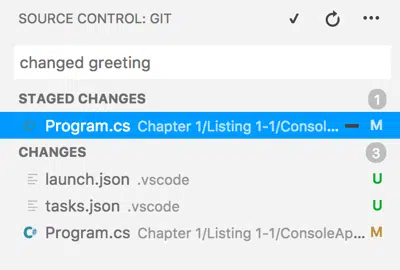 SOURCE CONTROL: GIT
changed greeting
STAGED CHANGES 1
Program.cs Chapter 1/Listing 1-1/Consol... M
CHANGES 3
launch.json .vscode U
tasks.json .vscode U
C# Program.cs Chapter 1/Listing 1-1/ConsoleAp... M